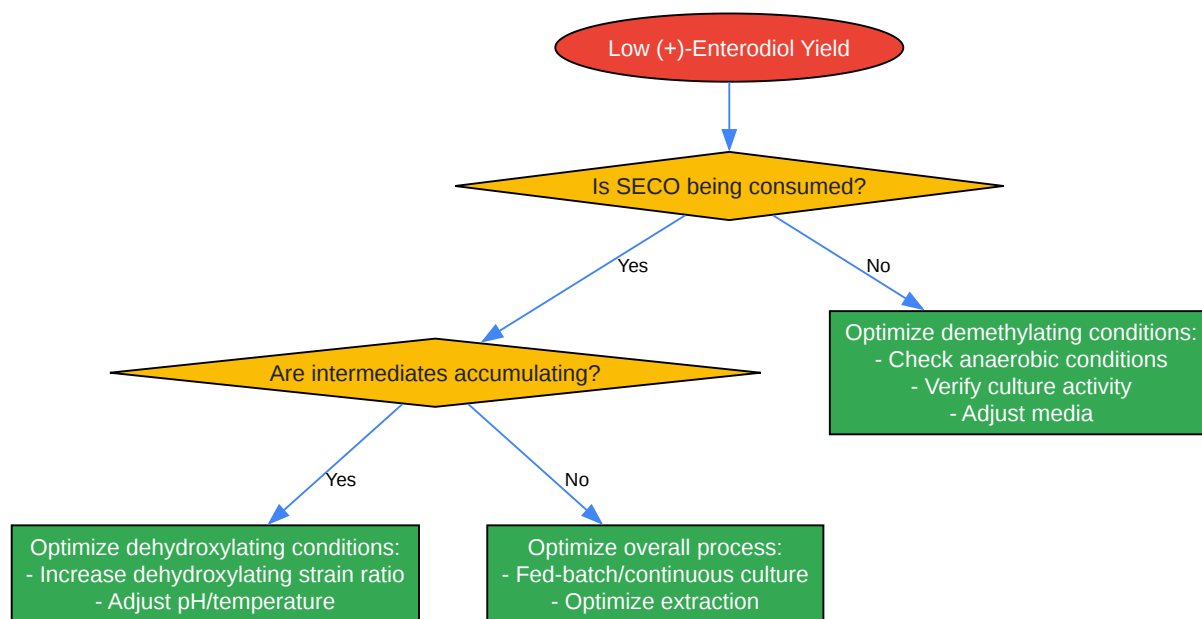 Low (+)-Enterodiol Yield
Is SECO being consumed?
Yes
No
Optimize demethylating conditions:
- Check anaerobic conditions
- Verify culture activity
- Adjust media
Are intermediates accumulating?
Yes
No
Optimize dehydroxylating conditions:
- Increase dehydroxylating strain ratio
- Adjust pH/temperature
Optimize overall process:
- Fed-batch/continuous culture
- Optimize extraction